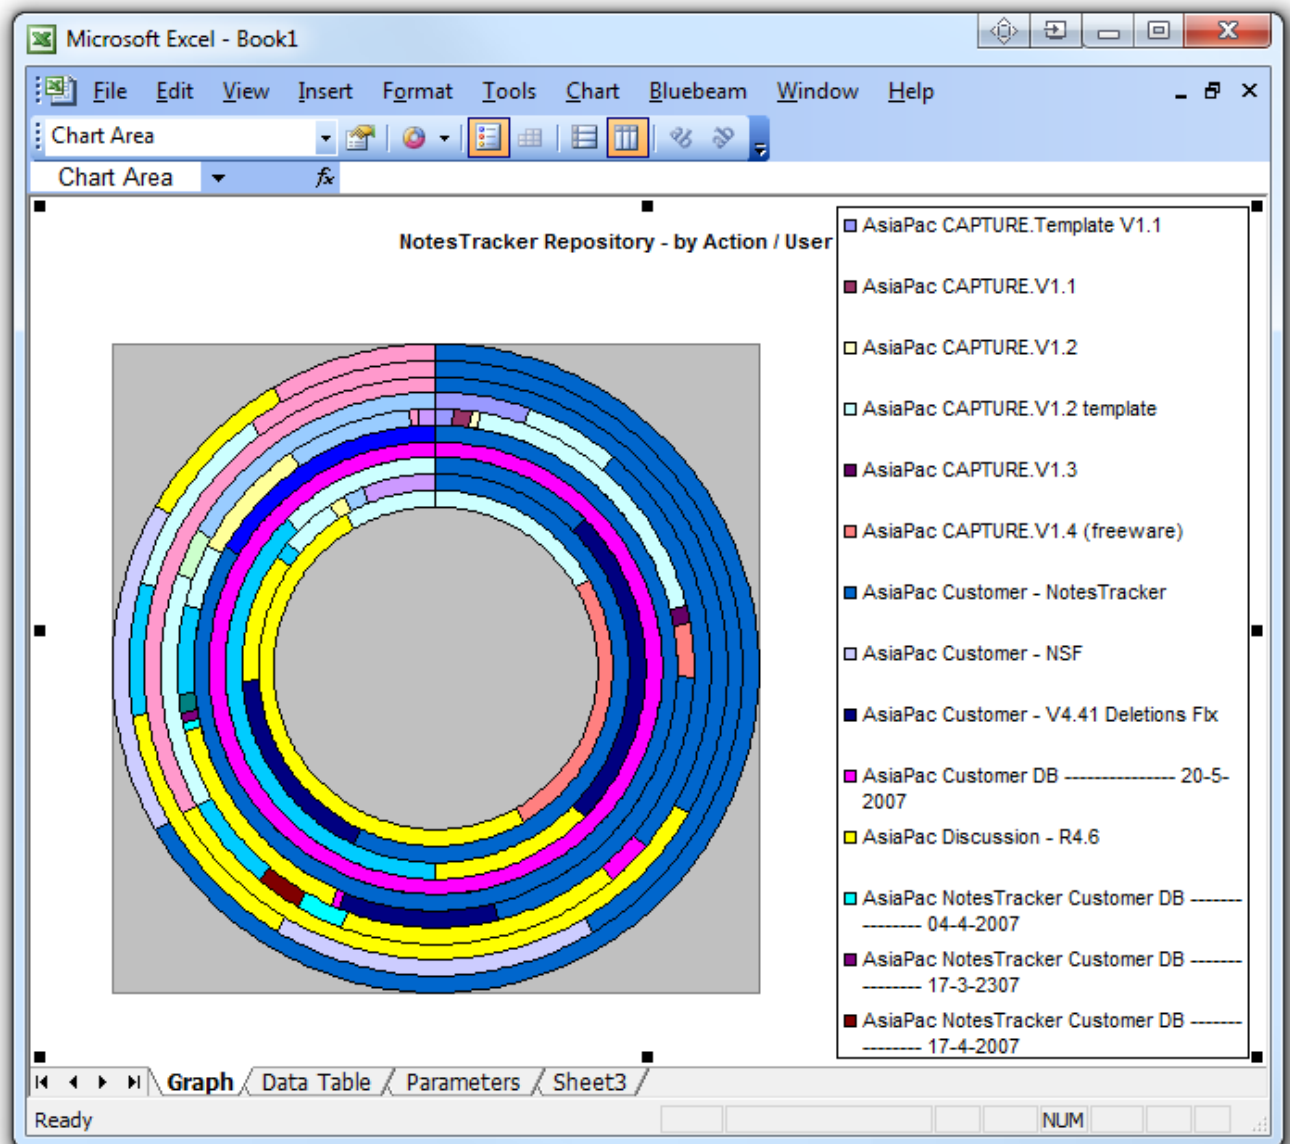 Microsoft Excel - Book1
File Edit View Insert Format Tools Chart Bluebeam Window Help
Chart Area
Chart Area fx
NotesTracker Repository - by Action / User
AsiaPac CAPTURE.Template V1.1
AsiaPac CAPTURE.V1.1
AsiaPac CAPTURE.V1.2
AsiaPac CAPTURE.V1.2 template
AsiaPac CAPTURE.V1.3
AsiaPac CAPTURE.V1.4 (freeware)
AsiaPac Customer - NotesTracker
AsiaPac Customer - NSF
AsiaPac Customer - V4.41 Deletions FIx
AsiaPac Customer DB --------------- 20-5-
2007
AsiaPac Discussion - R4.6
AsiaPac NotesTracker Customer DB -------
-------- 04-4-2007
AsiaPac NotesTracker Customer DB -------
-------- 17-3-2307
AsiaPac NotesTracker Customer DB -------
-------- 17-4-2007
Graph Data Table Parameters Sheet3
Ready NUM